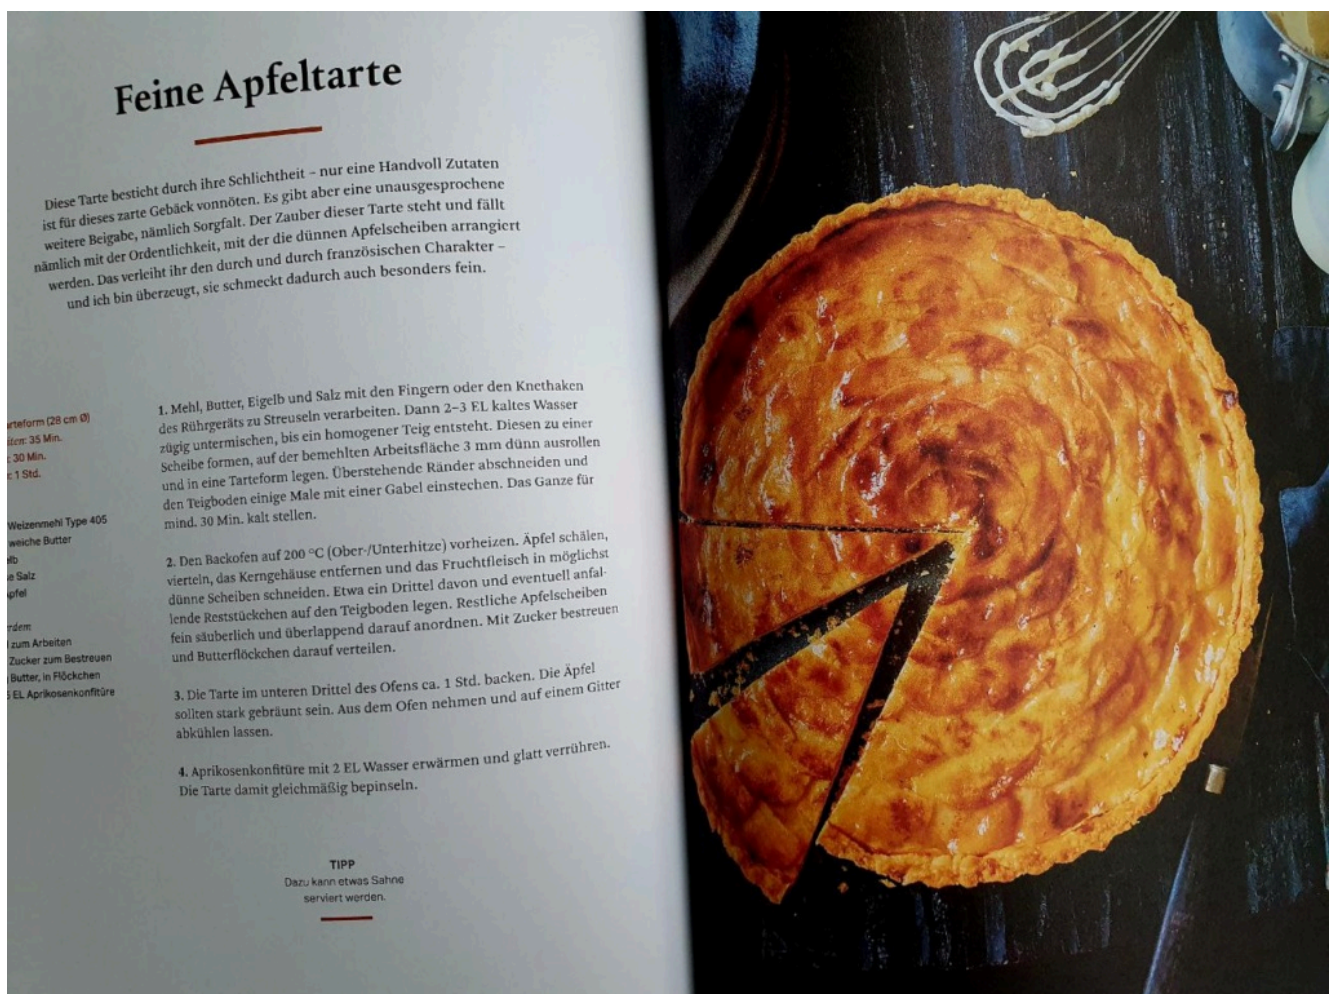 Feine Apfeltarte
Diese Tarte besticht durch ihre Schlichtheit – nur eine Handvoll Zutaten
ist für dieses zarte Gebäck vonnöten. Es gibt aber eine unausgesprochene
weitere Beigabe, nämlich Sorgfalt. Der Zauber dieser Tarte steht und fällt
nämlich mit der Ordentlichkeit, mit der die dünnen Apfelscheiben arrangiert
werden. Das verleiht ihr den durch und durch französischen Charakter –
und ich bin überzeugt, sie schmeckt dadurch auch besonders fein.
(28 cm Ø)
35 Min.
30 Min.
1 Std.
Weizenmehl Type 405
weiche Butter
Salz
zum Arbeiten
Zucker zum Bestreuen
Butter, in Flöckchen
EL Aprikosenkonfitüre
1. Mehl, Butter, Eigelb und Salz mit den Fingern oder den Knethaken
des Rührgeräts zu Streuseln verarbeiten. Dann 2–3 EL kaltes Wasser
zügig untermischen, bis ein homogener Teig entsteht. Diesen zu einer
Scheibe formen, auf der bemehlten Arbeitsfläche 3 mm dünn ausrollen
und in eine Tarteform legen. Überstehende Ränder abschneiden und
den Teigboden einige Male mit einer Gabel einstechen. Das Ganze für
mind. 30 Min. kalt stellen.
2. Den Backofen auf 200 °C (Ober-/Unterhitze) vorheizen. Äpfel schälen,
vierteln, das Kerngehäuse entfernen und das Fruchtfleisch in möglichst
dünne Scheiben schneiden. Etwa ein Drittel davon und eventuell anfal-
lende Reststückchen auf den Teigboden legen. Restliche Apfelscheiben
fein säuberlich und überlappend darauf anordnen. Mit Zucker bestreuen
und Butterflöckchen darauf verteilen.
3. Die Tarte im unteren Drittel des Ofens ca. 1 Std. backen. Die Äpfel
sollten stark gebräunt sein. Aus dem Ofen nehmen und auf einem Gitter
abkühlen lassen.
4. Aprikosenkonfitüre mit 2 EL Wasser erwärmen und glatt verrühren.
Die Tarte damit gleichmäßig bepinseln.
TIPP
Dazu kann etwas Sahne
serviert werden.